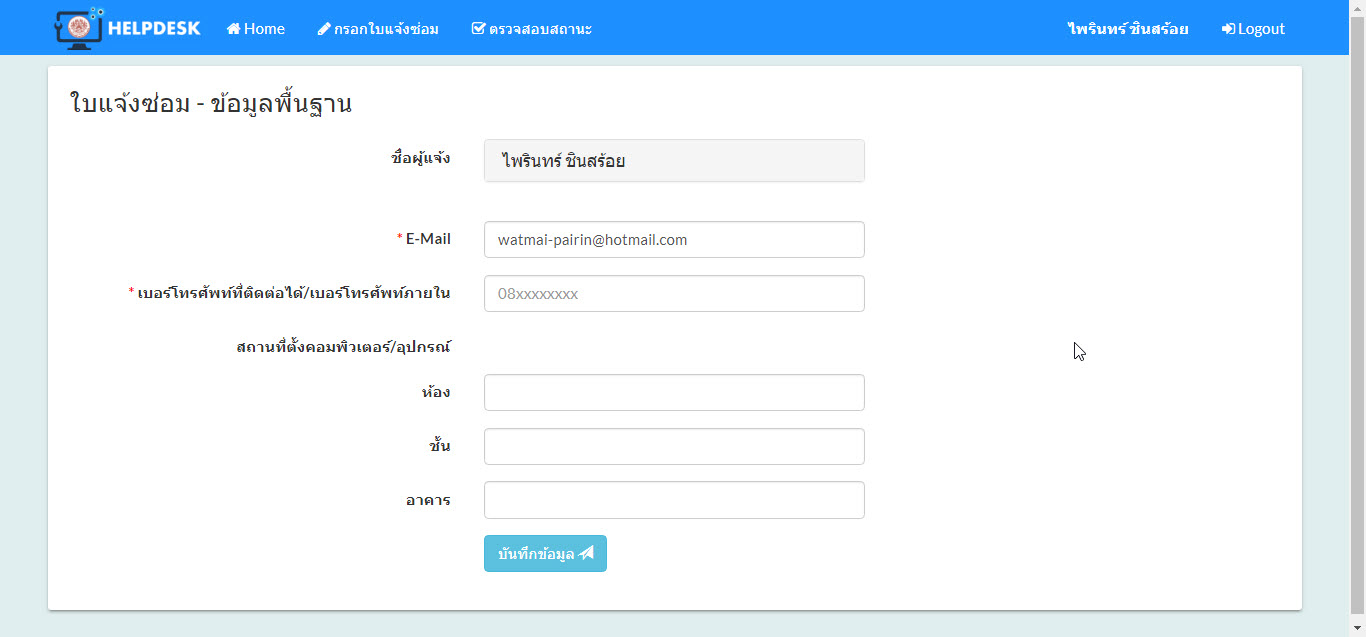 HELPDESK Home กรอกใบแจ้งซ่อม ตรวจสอบสถานะ ไพรินทร์ ชินสร้อย Logout
ใบแจ้งซ่อม - ข้อมูลพื้นฐาน
ชื่อผู้แจ้ง ไพรินทร์ ชินสร้อย
* E-Mail watmai-pairin@hotmail.com
* เบอร์โทรศัพท์ที่ติดต่อได้/เบอร์โทรศัพท์ภายใน 08xxxxxxxx
สถานที่ตั้งคอมพิวเตอร์/อุปกรณ์
ห้อง
ชั้น
อาคาร
บันทึกข้อมูล